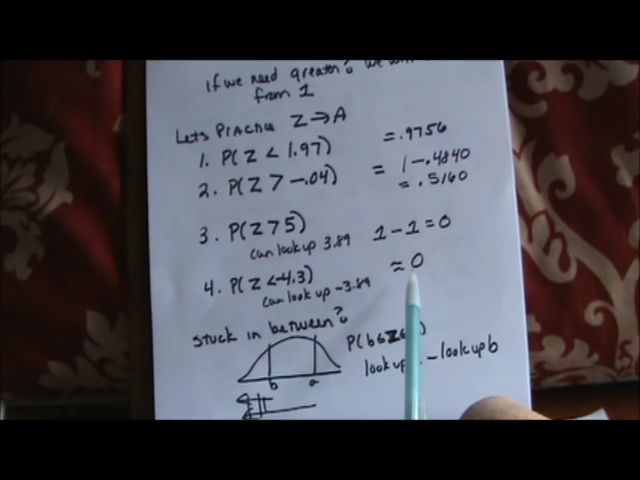 If we need greater? we
from 1
Lets Practice Z→A
1. P(Z < 1.97) = .9756
2. P(Z > -.04) = 1 - .4840
= .5160
3. P(Z > 5) 1 - 1 = 0
can look up 3.89
4. P(Z < -4.3) ≈ 0
can look up -3.89
Stuck in between?
P(b ≤ Z
look up - look up b
b a